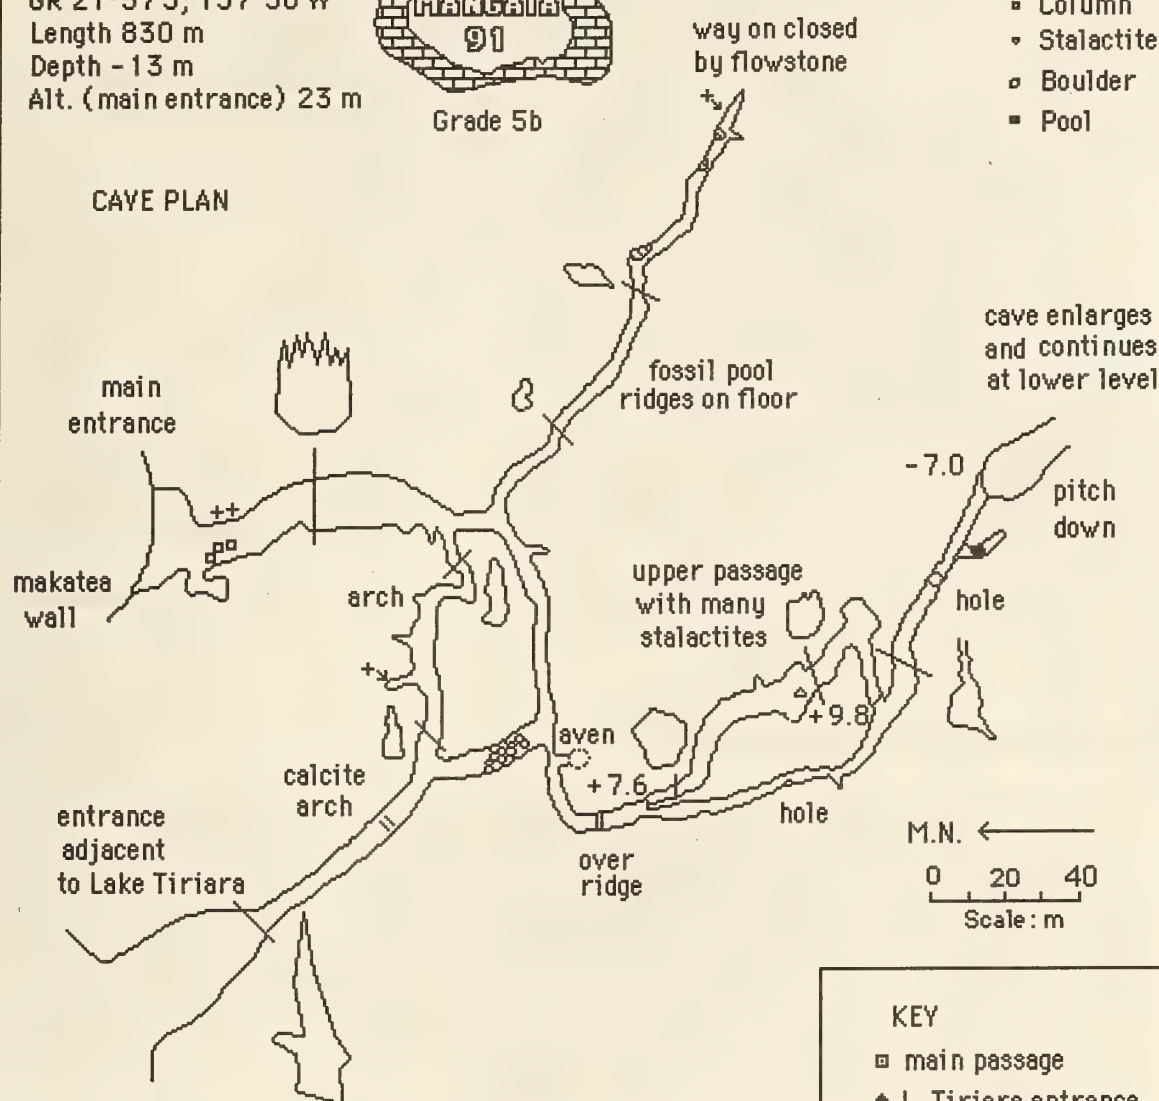 Length 830 m
Depth -13 m
Alt. (main entrance) 23 m
MANGAIA
91
Grade 5b
way on closed
by flowstone
Column
Stalactite
Boulder
Pool
CAVE PLAN
cave enlarges
and continues
at lower level
main
entrance
fossil pool
ridges on floor
-7.0
pitch
down
++
makatea
wall
arch
upper passage
with many
stalactites
hole
+
+9.8
aven
+7.6
calcite
arch
hole
entrance
adjacent
to Lake Tiriara
over
ridge
M.N.
0 20 40
Scale: m
KEY
main passage
L. Tiriara entrance